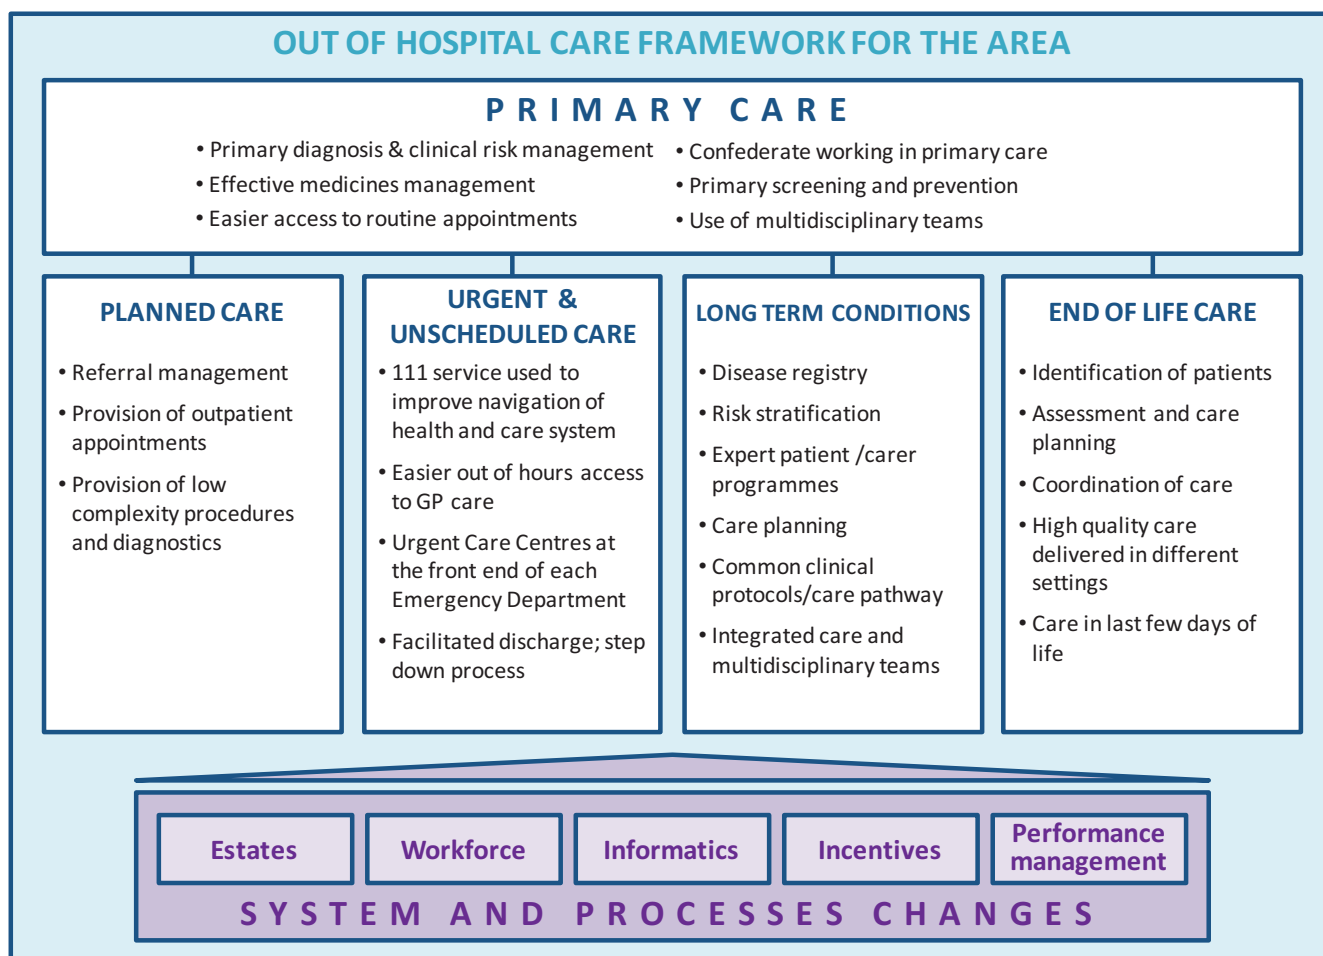 OUT OF HOSPITAL CARE FRAMEWORK FOR THE AREA
PRIMARY CARE
• Primary diagnosis & clinical risk management
• Effective medicines management
• Easier access to routine appointments
• Confederate working in primary care
• Primary screening and prevention
• Use of multidisciplinary teams
PLANNED CARE
• Referral management
• Provision of outpatient
appointments
• Provision of low
complexity procedures
and diagnostics
URGENT &
UNSCHEDULED CARE
• 111 service used to
improve navigation of
health and care system
• Easier out of hours access
to GP care
• Urgent Care Centres at
the front end of each
Emergency Department
• Facilitated discharge; step
down process
LONG TERM CONDITIONS
• Disease registry
• Risk stratification
• Expert patient /carer
programmes
• Care planning
• Common clinical
protocols/care pathway
• Integrated care and
multidisciplinary teams
END OF LIFE CARE
• Identification of patients
• Assessment and care
planning
• Coordination of care
• High quality care
delivered in different
settings
• Care in last few days of
life
Estates
Workforce
Informatics
Incentives
Performance
management
SYSTEM AND PROCESSES CHANGES